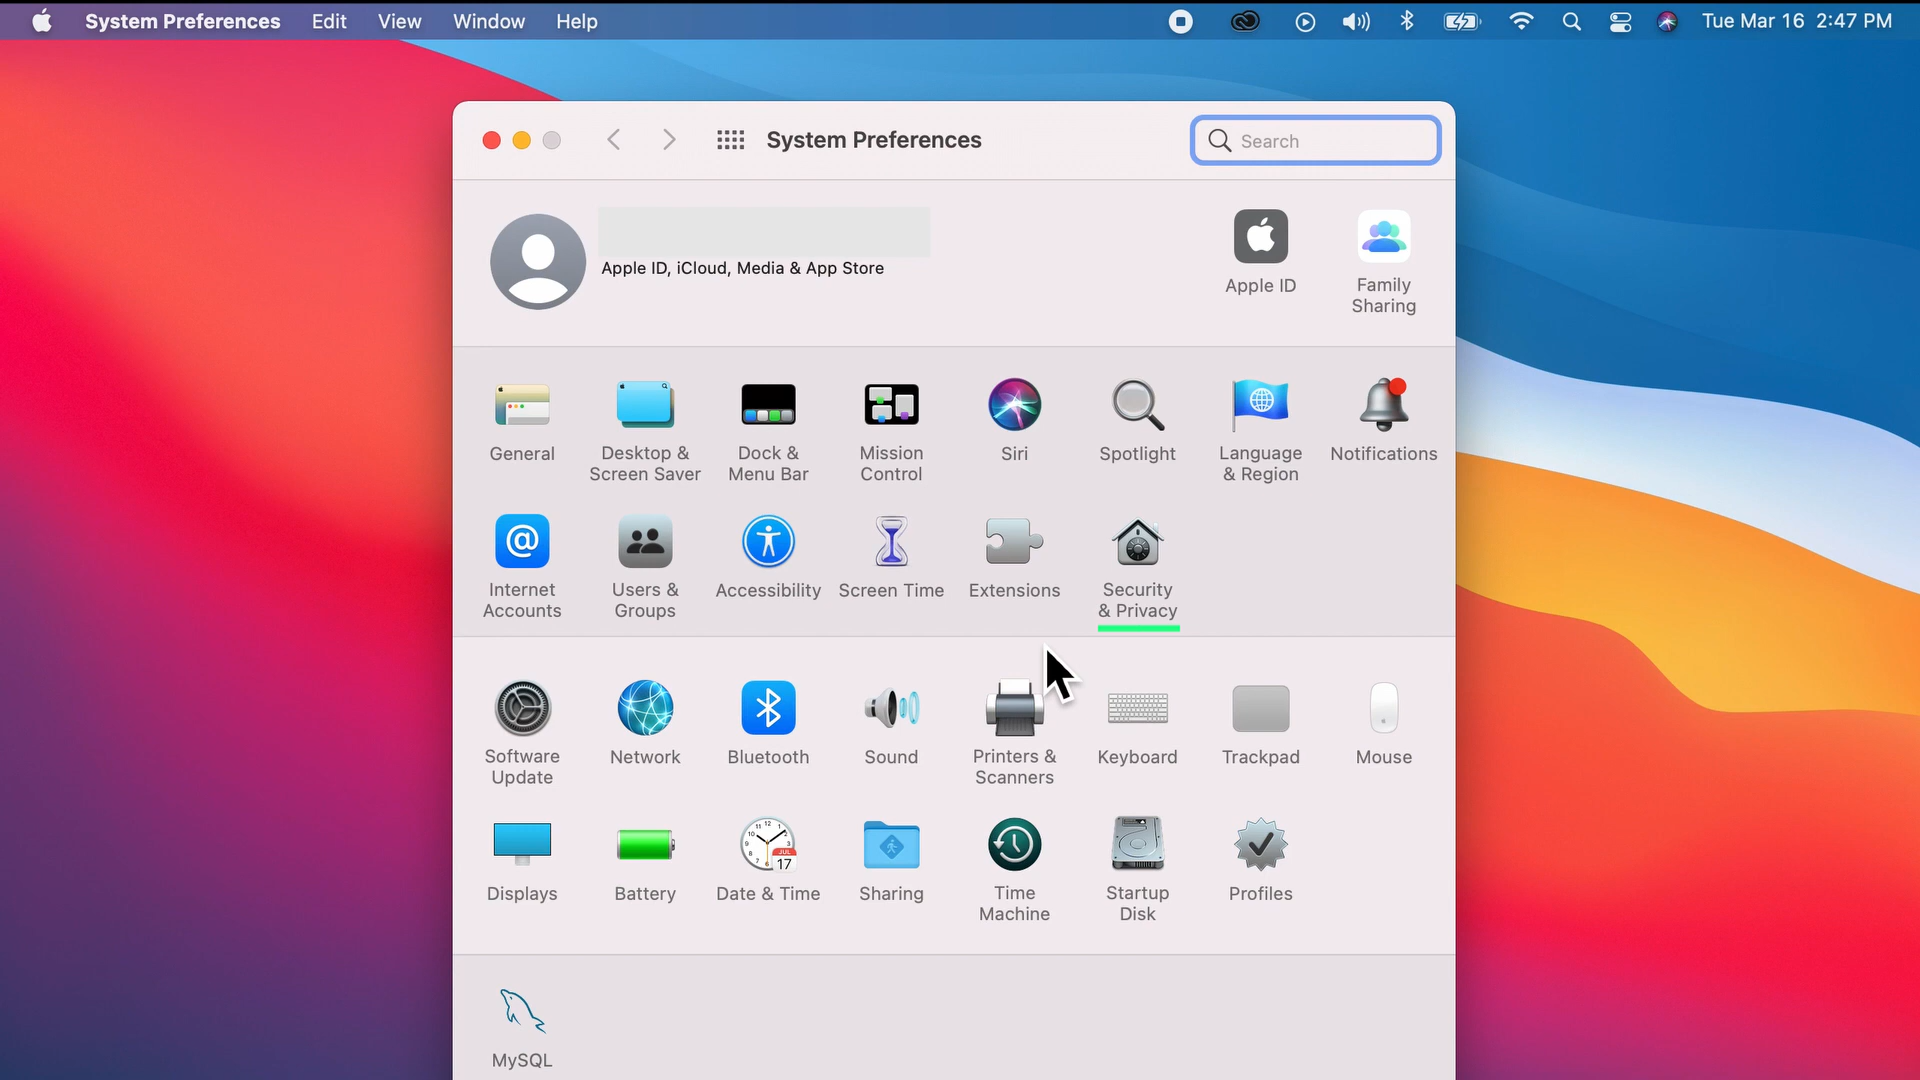 System Preferences Edit View Window Help Tue Mar 16 2:47 PM
System Preferences Search
Apple ID, iCloud, Media & App Store
Apple ID
Family
Sharing
General
Desktop &
Screen Saver
Dock &
Menu Bar
Mission
Control
Siri
Spotlight
Language
& Region
Notifications
@
Internet
Accounts
Users &
Groups
Accessibility
Screen Time
Extensions
Security
& Privacy
Software
Update
Network
Bluetooth
Sound
Printers &
Scanners
Keyboard
Trackpad
Mouse
Displays
Battery
JUL
17
Date & Time
Sharing
Time
Machine
Startup
Disk
Profiles
MySQL